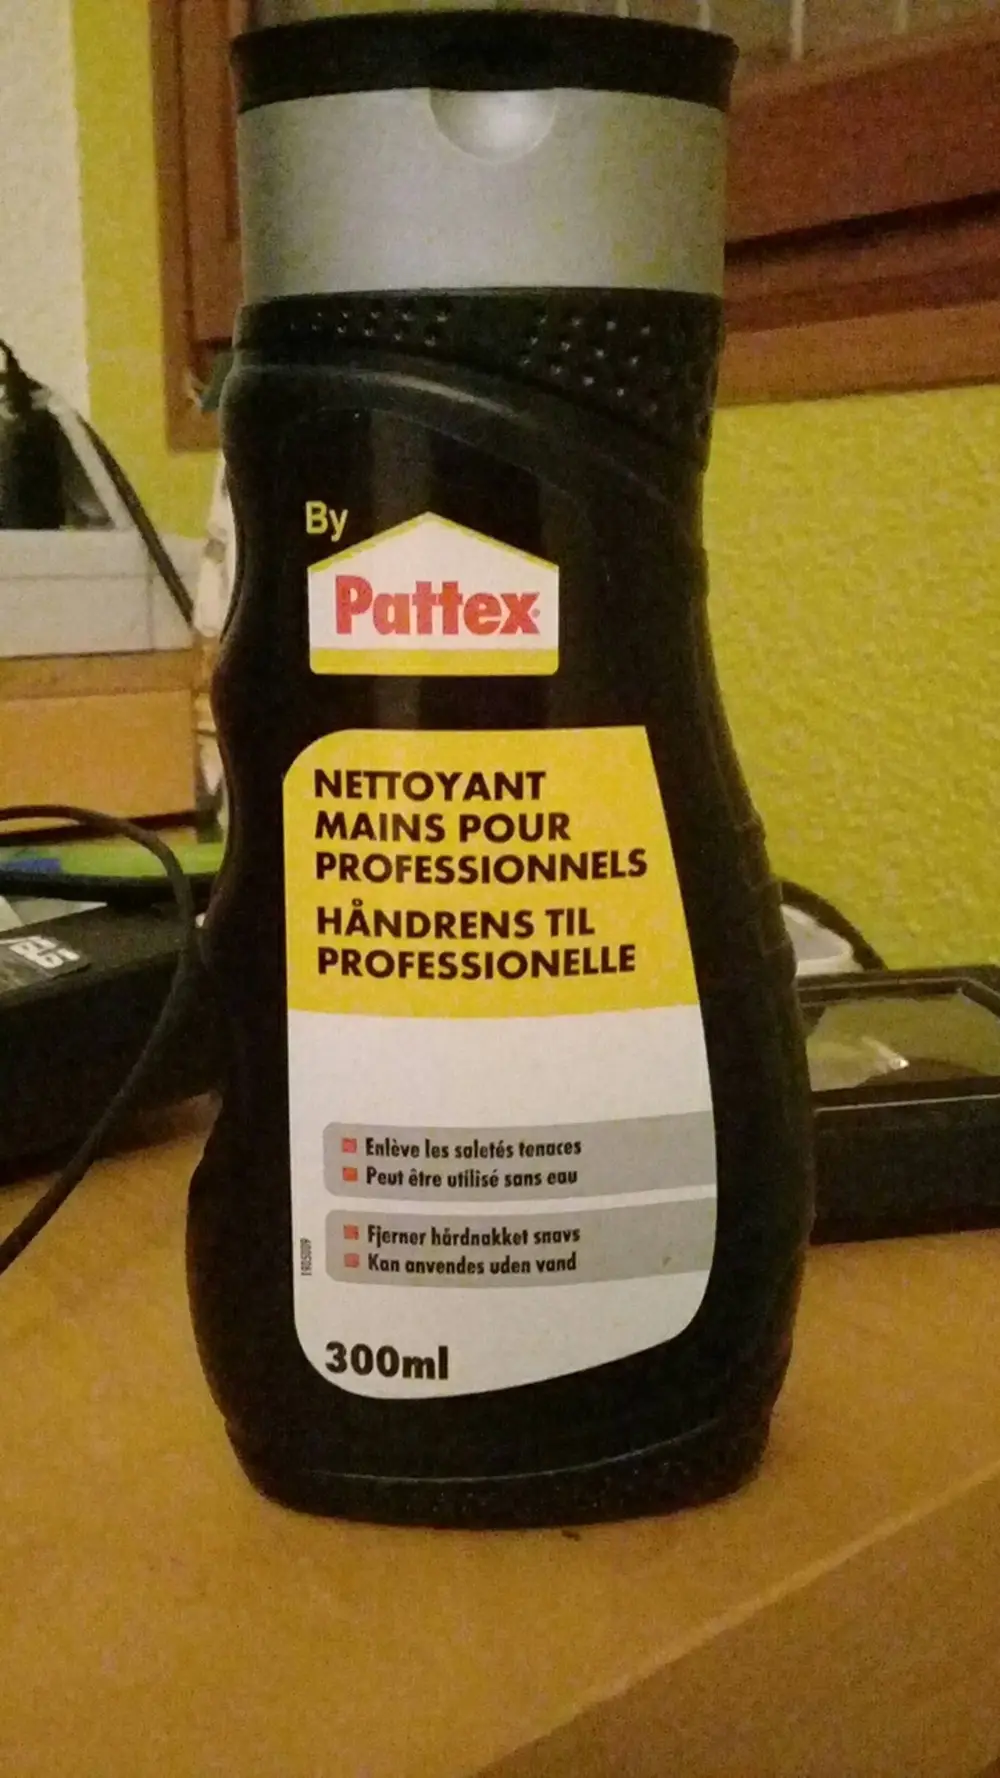 By
Pattex
NETTOYANT
MAINS POUR
PROFESSIONNELS
HÅNDRENS TIL
PROFESSIONELLE
Enlève les saletés tenaces
Peut être utilisé sans eau
Fjerner hårdnakket snavs
Kan anvendes uden vand
300ml